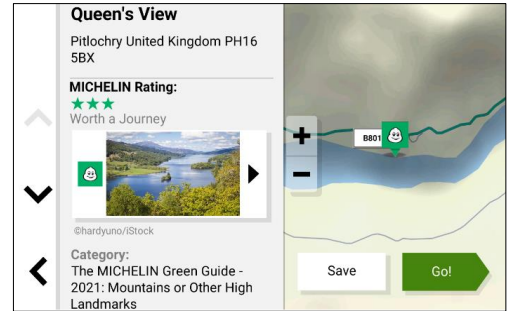 Queen's View
Pitlochry United Kingdom PH16
5BX
MICHELIN Rating:
Worth a Journey
©hardyuno/iStock
Category:
The MICHELIN Green Guide -
2021: Mountains or Other High
Landmarks
+
B801
−
Save
Go!